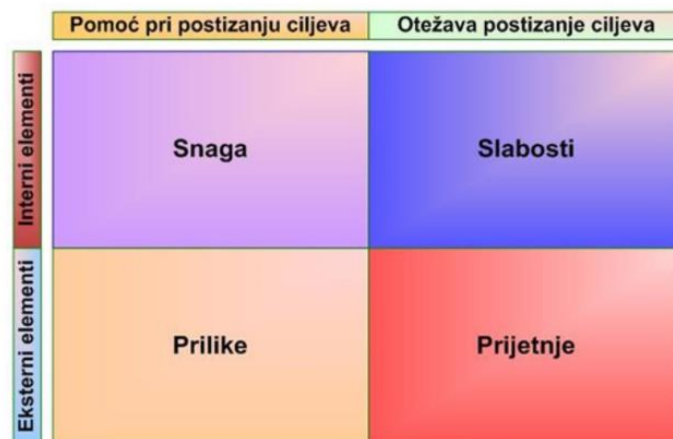 Pomoć pri postizanju ciljeva
Otežava postizanje ciljeva
Interni elementi
Snaga
Slabosti
Eksterni elementi
Prilike
Prijetnje